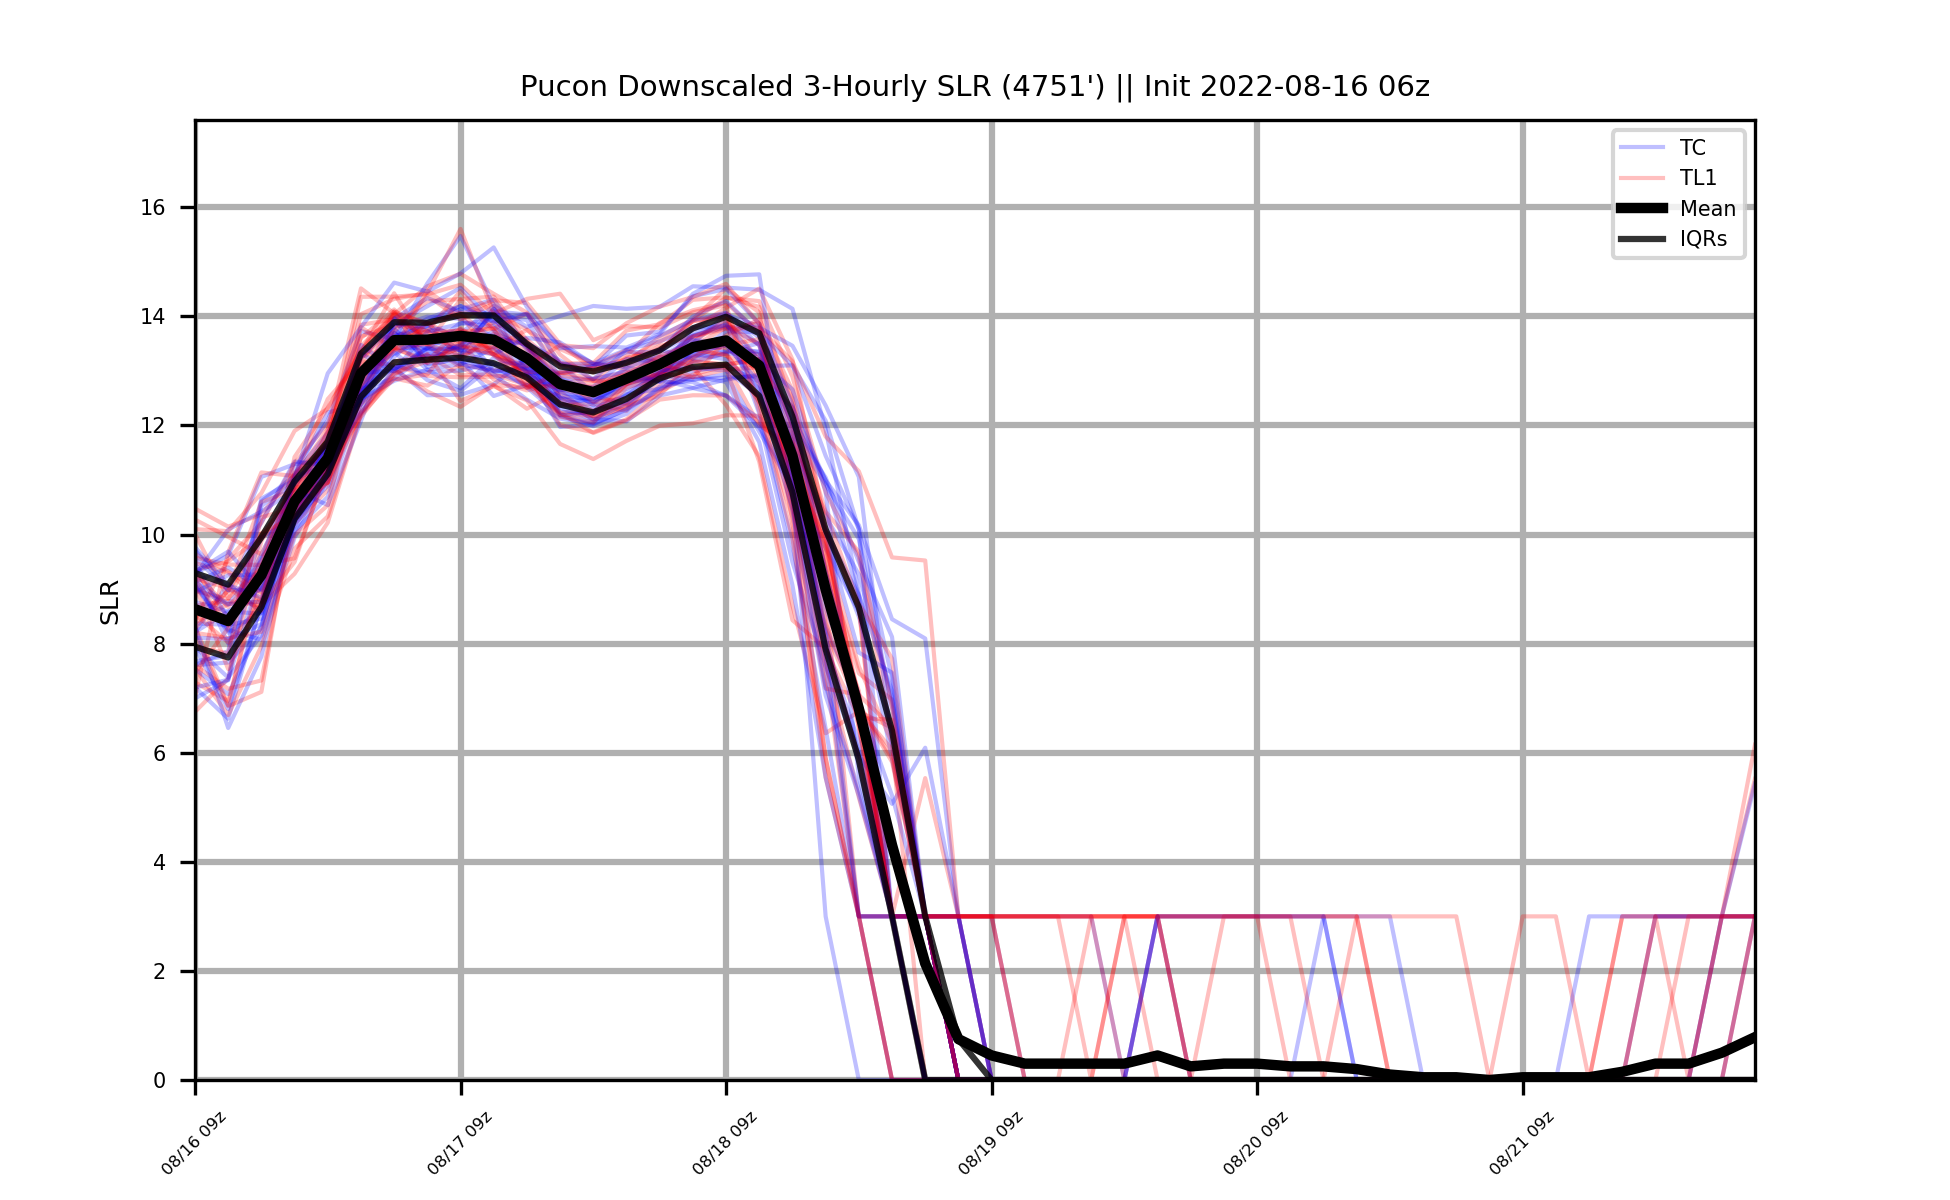 Pucon Downscaled 3-Hourly SLR (4751') || Init 2022-08-16 06z
TC
TL1
Mean
IQRs
SLR
16
14
12
10
8
6
4
2
0
08/16 09z
08/17 09z
08/18 09z
08/19 09z
08/20 09z
08/21 09z